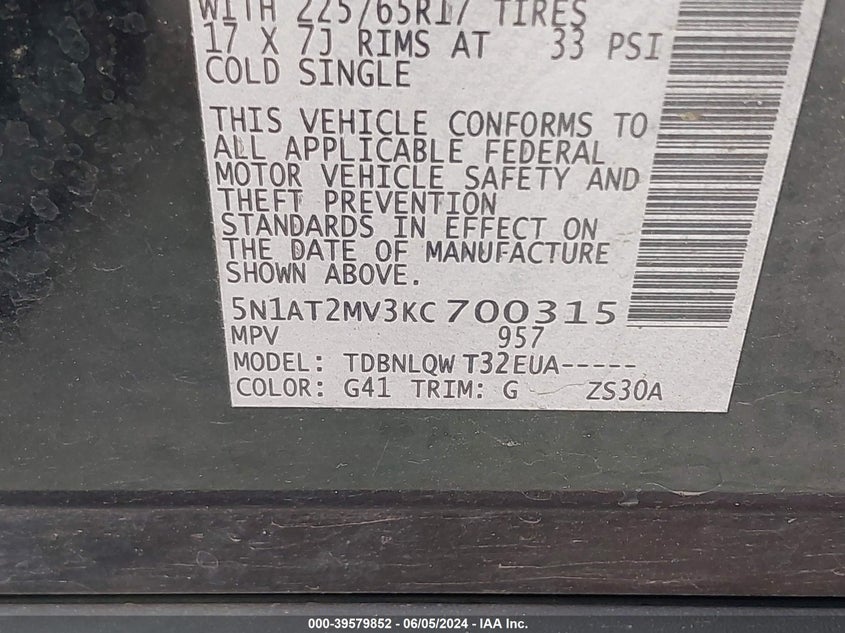 WITH 225/65R17 TIRES
17 X 7J RIMS AT 33 PSI
COLD SINGLE
THIS VEHICLE CONFORMS TO
ALL APPLICABLE FEDERAL
MOTOR VEHICLE SAFETY AND
THEFT PREVENTION
STANDARDS IN EFFECT ON
THE DATE OF MANUFACTURE
SHOWN ABOVE.
5N1AT2MV3KC700315
MPV 957
MODEL: TDBNLQW T32EUA-----
COLOR: G41 TRIM: G ZS30A
000-39579852 - 06/05/2024 - IAA Inc.